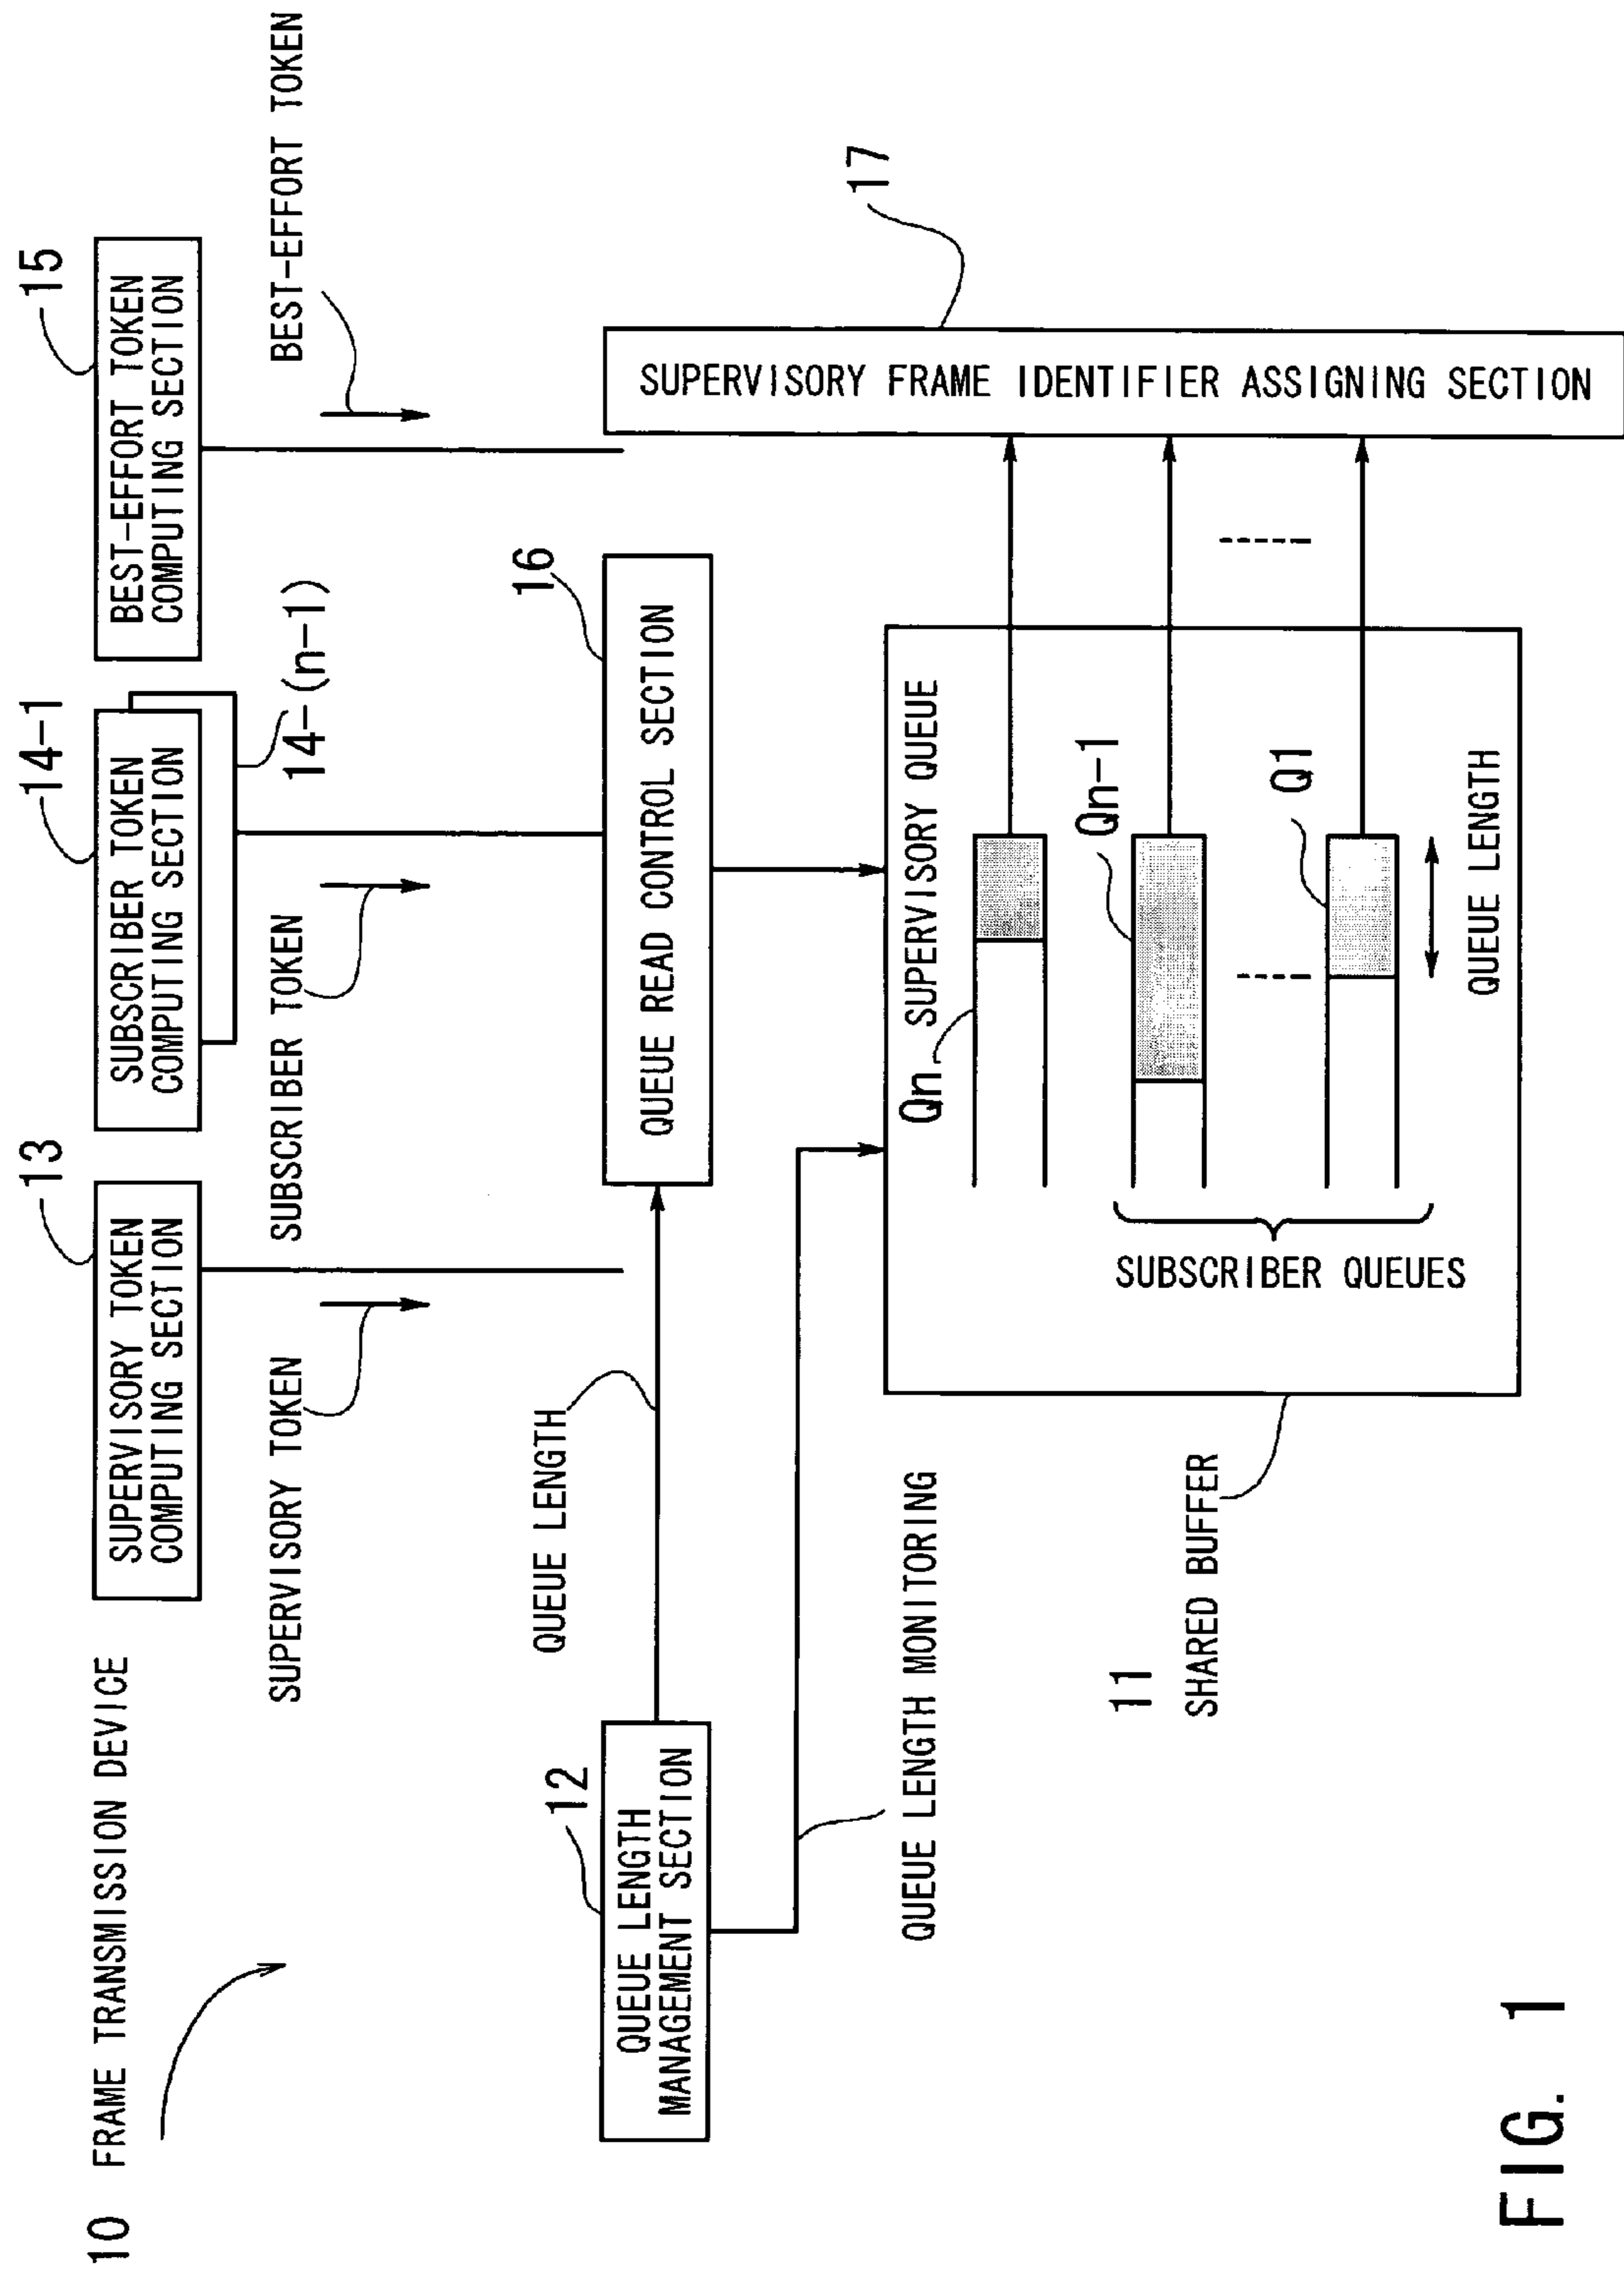 10 FRAME TRANSMISSION DEVICE
13
SUPERVISORY TOKEN
COMPUTING SECTION
14-1
SUBSCRIBER TOKEN
COMPUTING SECTION
14-(n-1)
15
BEST-EFFORT TOKEN
COMPUTING SECTION
SUPERVISORY TOKEN
SUBSCRIBER TOKEN
BEST-EFFORT TOKEN
12
QUEUE LENGTH
MANAGEMENT SECTION
QUEUE LENGTH
16
QUEUE READ CONTROL SECTION
17
SUPERVISORY FRAME IDENTIFIER ASSIGNING SECTION
QUEUE LENGTH MONITORING
11
SHARED BUFFER
Qn
SUPERVISORY QUEUE
Qn-1
SUBSCRIBER QUEUES
Q1
QUEUE LENGTH
FIG. 1